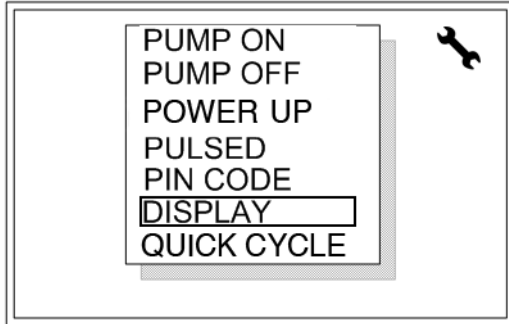 PUMP ON
PUMP OFF
POWER UP
PULSED
PIN CODE
DISPLAY
QUICK CYCLE